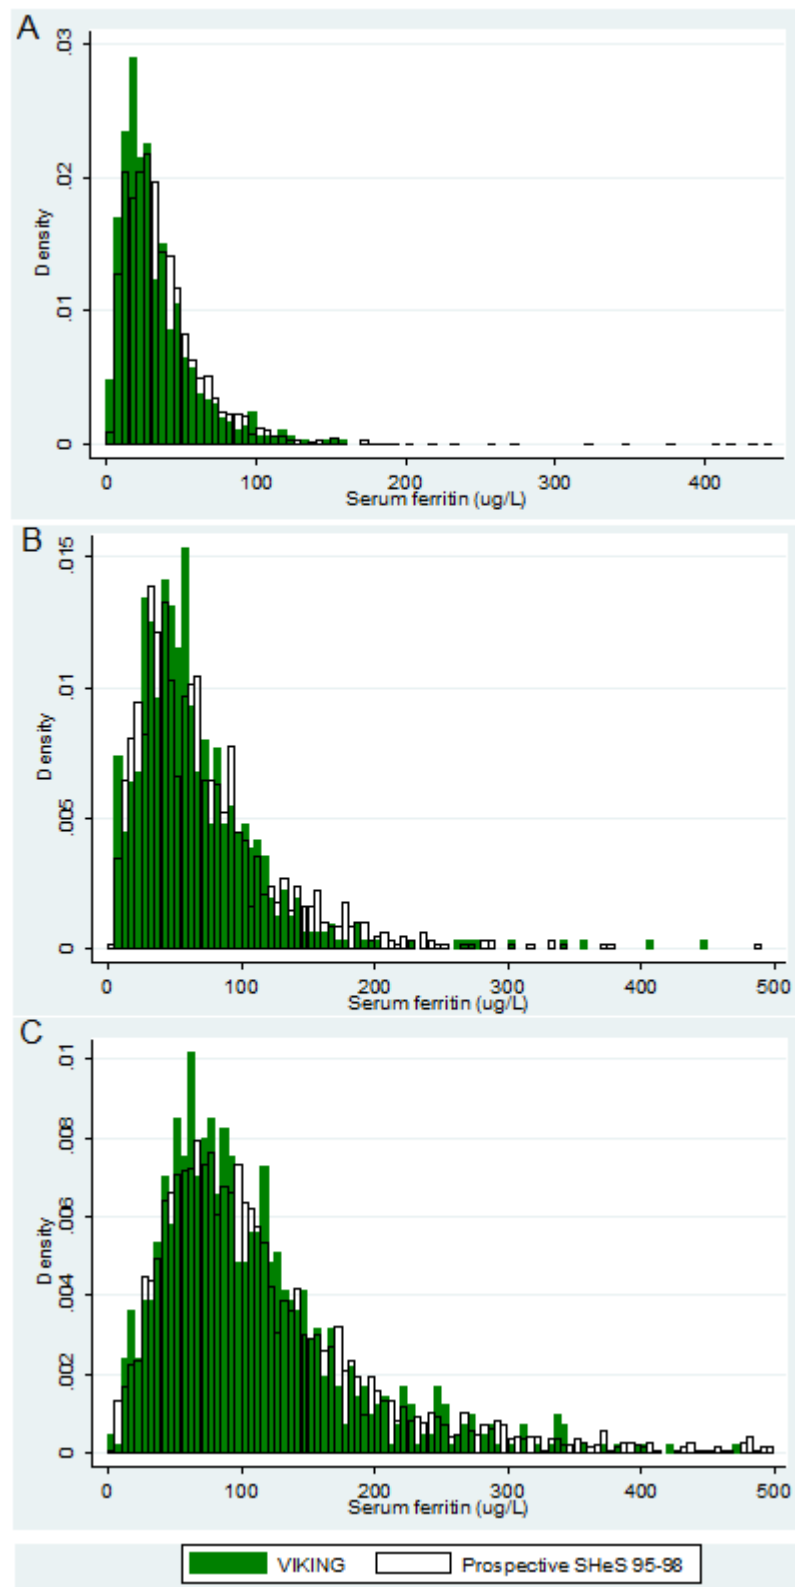 A
.03
.02
.01
0
Density
0 100 200 300 400
Serum ferritin (ug/L)
B
.015
.01
.005
0
Density
0 100 200 300 400 500
Serum ferritin (ug/L)
C
.01
.008
.006
.004
.002
0
Density
0 100 200 300 400 500
Serum ferritin (ug/L)
VIKING Prospective SHeS 95-98